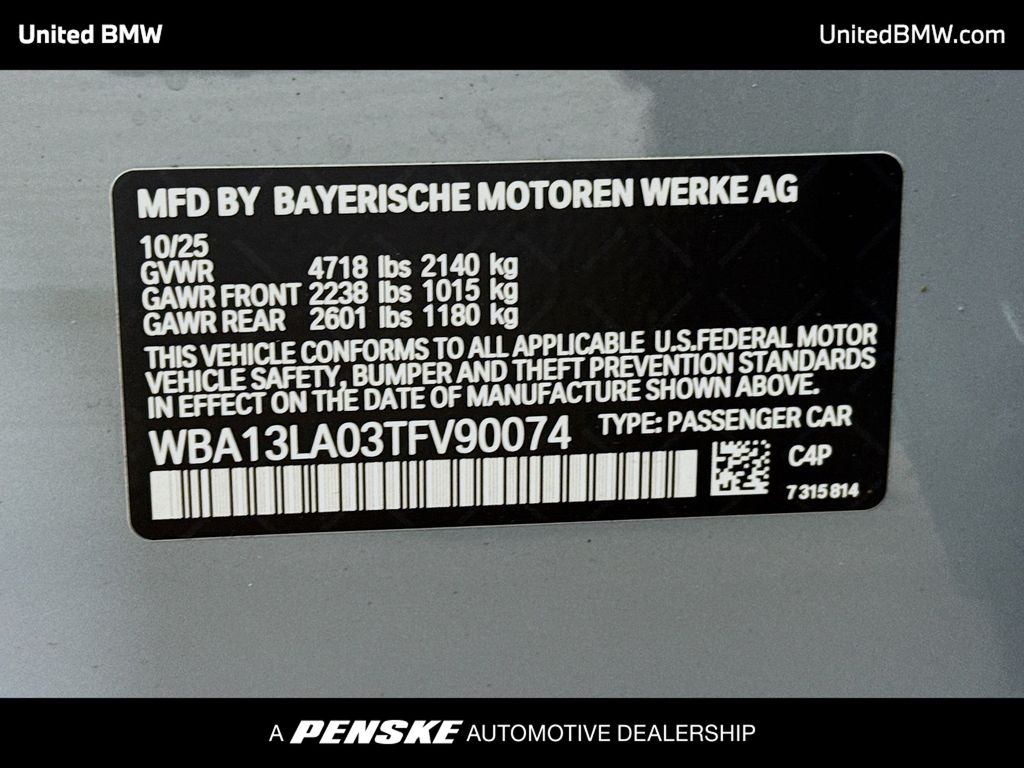 United BMW
UnitedBMW.com
MFD BY BAYERISCHE MOTOREN WERKE AG
10/25
GVWR 4718 lbs 2140 kg
GAWR FRONT 2238 lbs 1015 kg
GAWR REAR 2601 lbs 1180 kg
THIS VEHICLE CONFORMS TO ALL APPLICABLE U.S.FEDERAL MOTOR
VEHICLE SAFETY, BUMPER AND THEFT PREVENTION STANDARDS
IN EFFECT ON THE DATE OF MANUFACTURE SHOWN ABOVE.
WBA13LA03TFV90074 TYPE: PASSENGER CAR
C4P
7315814
A PENSKE AUTOMOTIVE DEALERSHIP